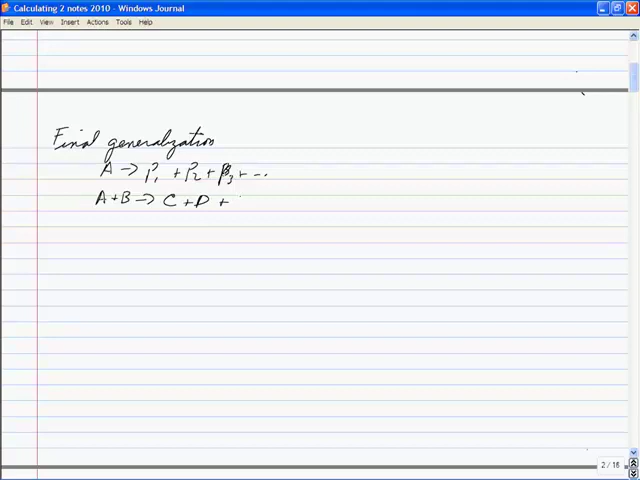 Calculating 2 notes 2010 - Windows Journal
File Edit View Insert Actions Tools Help
Final generalization
A → P₁ + P₂ + P₃ + ...
A + B → C + D +
2 / 16